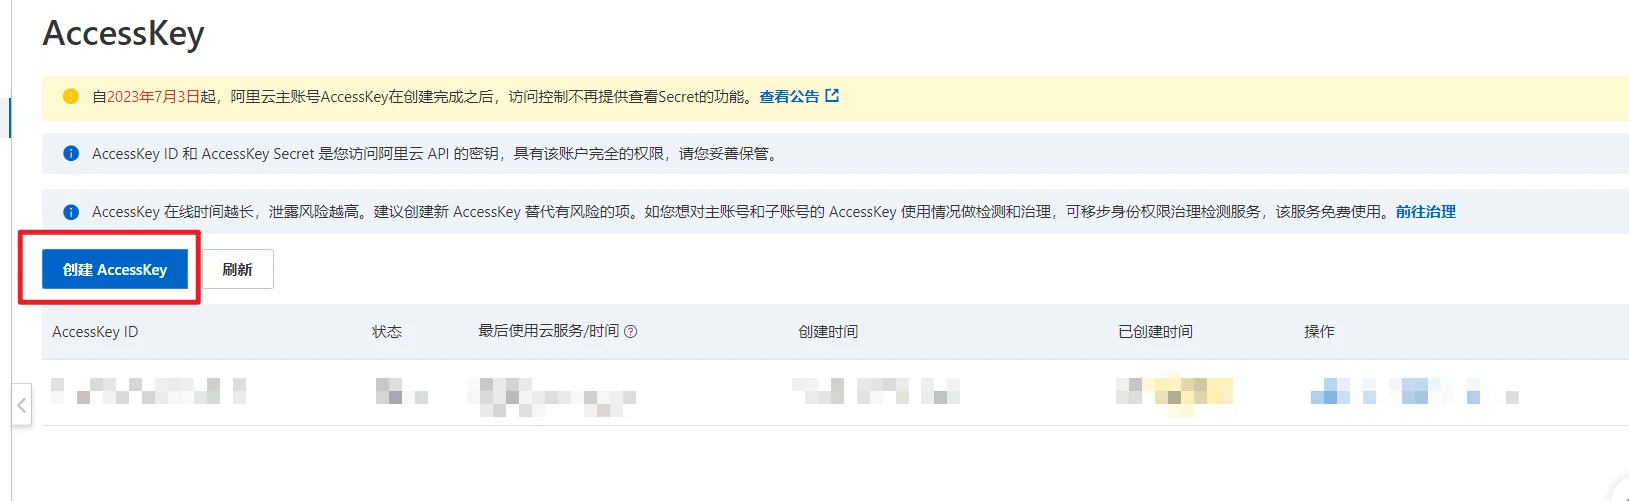 AccessKey
自2023年7月3日起，阿里云主账号AccessKey在创建完成之后，访问控制不再提供查看Secret的功能。查看公告
AccessKey ID 和 AccessKey Secret 是您访问阿里云 API 的密钥，具有该账户完全的权限，请您妥善保管。
AccessKey 在线时间越长，泄露风险越高。建议创建新 AccessKey 替代有风险的项。如您想对主账号和子账号的 AccessKey 使用情况做检测和治理，可移步身份权限治理检测服务，该服务免费使用。前往治理
创建 AccessKey 刷新
AccessKey ID 状态 最后使用云服务/时间 创建时间 已创建时间 操作